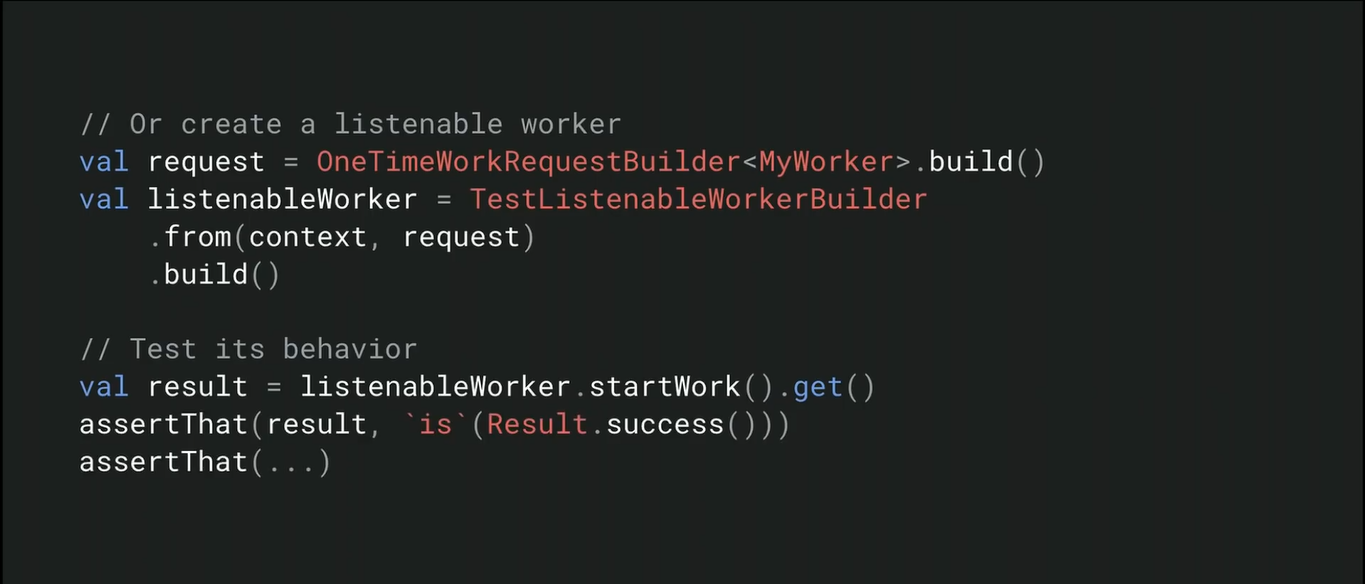 // Or create a listenable worker
val request = OneTimeWorkRequestBuilder<MyWorker>.build()
val listenableWorker = TestListenableWorkerBuilder
    .from(context, request)
    .build()

// Test its behavior
val result = listenableWorker.startWork().get()
assertThat(result, `is`(Result.success()))
assertThat(...)